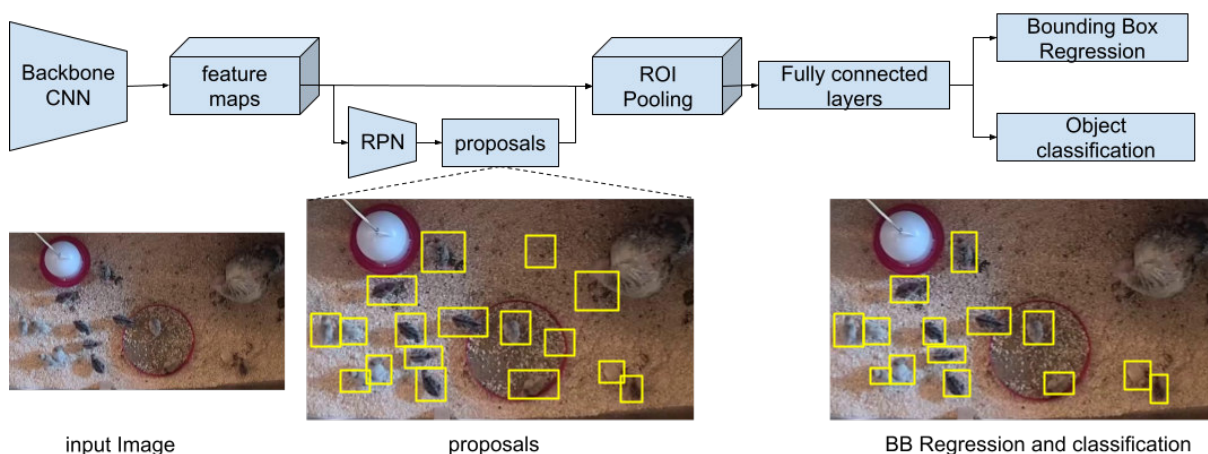 Backbone
CNN
feature
maps
RPN
proposals
ROI
Pooling
Fully connected
layers
Bounding Box
Regression
Object
classification
input Image
proposals
BB Regression and classification